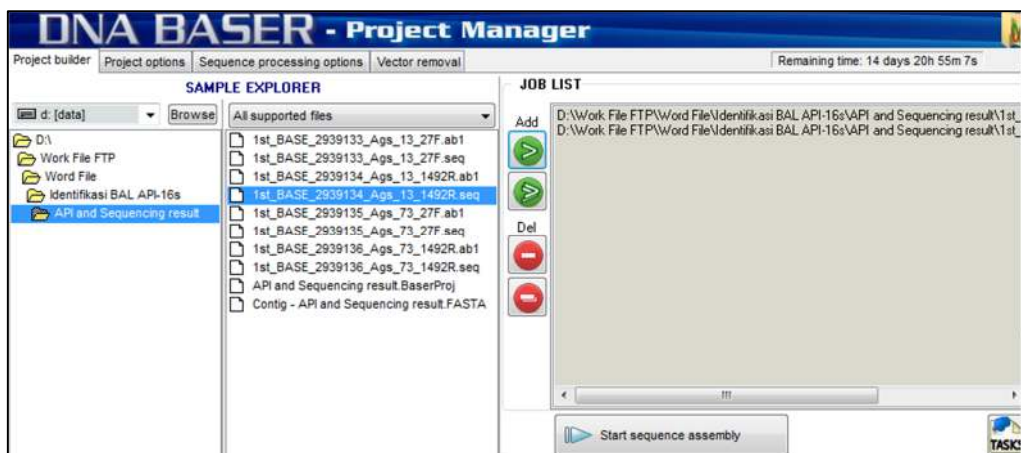 DNA BASER - Project Manager
Project builder Project options Sequence processing options Vector removal
Remaining time: 14 days 20h 55m 7s
SAMPLE EXPLORER
d: [data] Browse
D:\
Work File FTP
Word File
Identifikasi BAL API-16s
API and Sequencing result
All supported files
1st_BASE_2939133_Ags_13_27F.ab1
1st_BASE_2939133_Ags_13_27F.seq
1st_BASE_2939134_Ags_13_1492R.ab1
1st_BASE_2939134_Ags_13_1492R.seq
1st_BASE_2939135_Ags_73_27F.ab1
1st_BASE_2939135_Ags_73_27F.seq
1st_BASE_2939136_Ags_73_1492R.ab1
1st_BASE_2939136_Ags_73_1492R.seq
API and Sequencing result.BaserProj
Contig - API and Sequencing result.FASTA
JOB LIST
Add
Del
D:\Work File FTP\Word File\Identifikasi BAL API-16s\API and Sequencing result\1st_
D:\Work File FTP\Word File\Identifikasi BAL API-16s\API and Sequencing result\1st_
Start sequence assembly
TASKS